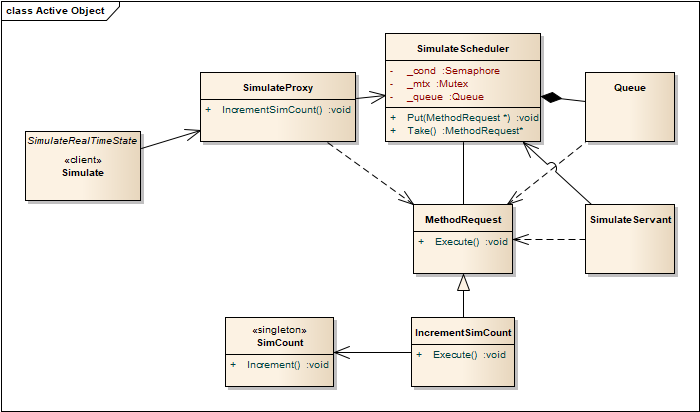 class Active Object
SimulateScheduler
- _cond :Semaphore
- _mtx :Mutex
- _queue :Queue
+ Put(MethodRequest *) :void
+ Take() :MethodRequest*
SimulateProxy
+ IncrementSimCount() :void
Queue
SimulateRealTimeState
«client»
Simulate
MethodRequest
+ Execute() :void
SimulateServant
«singleton»
SimCount
+ Increment() :void
IncrementSimCount
+ Execute() :void